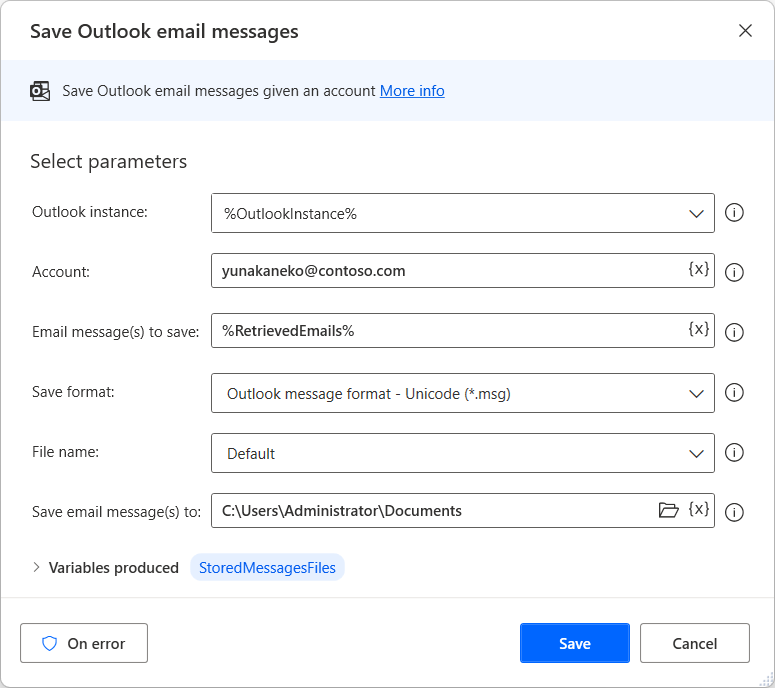 Save Outlook email messages
Save Outlook email messages given an account More info
Select parameters
Outlook instance: %OutlookInstance%
Account: yunakaneko@contoso.com {x}
Email message(s) to save: %RetrievedEmails% {x}
Save format: Outlook message format - Unicode (*.msg)
File name: Default
Save email message(s) to: C:\Users\Administrator\Documents {x}
Variables produced StoredMessagesFiles
On error Save Cancel